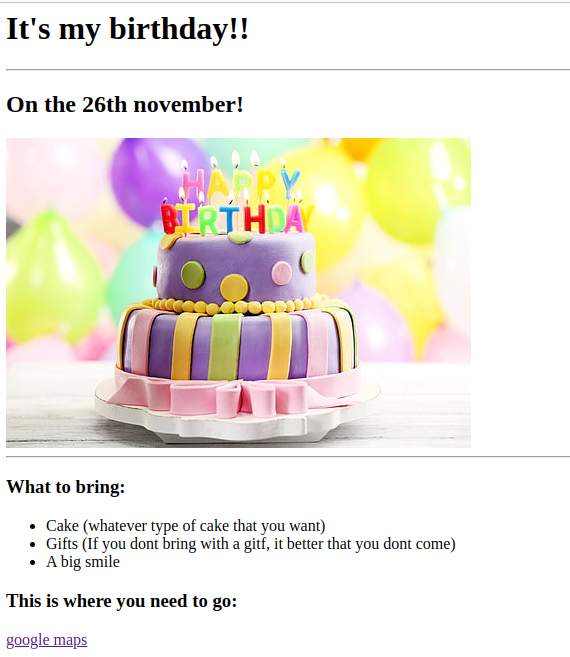 It's my birthday!!
On the 26th november!
HAPPY
BIRTHDAY
What to bring:
Cake (whatever type of cake that you want)
Gifts (If you dont bring with a gitf, it better that you dont come)
A big smile
This is where you need to go:
google maps